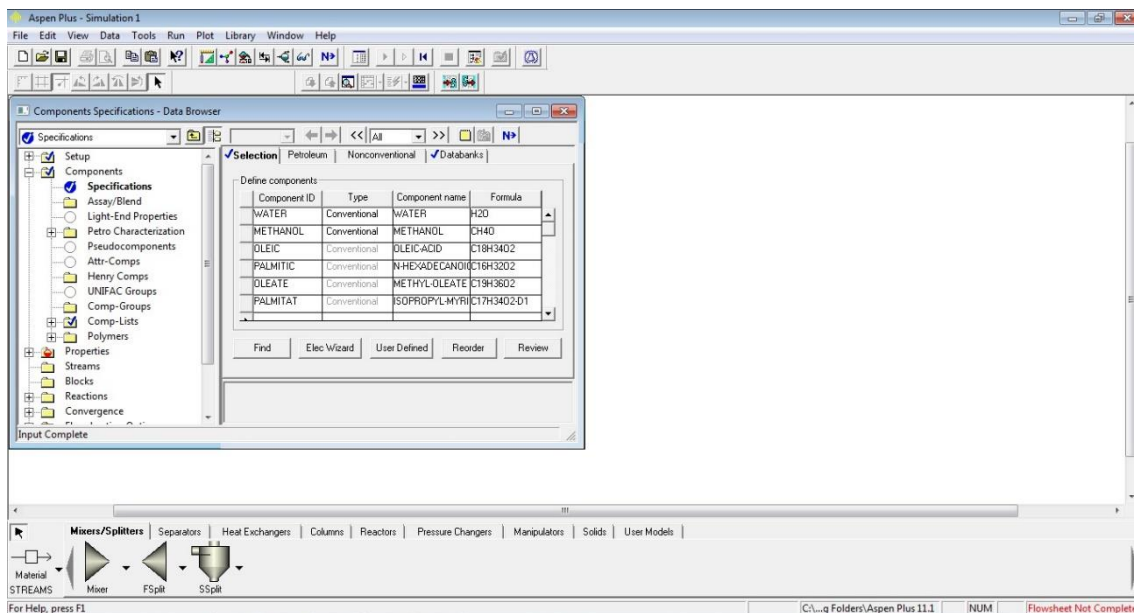 Aspen Plus - Simulation 1
File Edit View Data Tools Run Plot Library Window Help
Components Specifications - Data Browser
Specifications
All
N>
Setup
Components
Specifications
Assay/Blend
Light-End Properties
Petro Characterization
Pseudocomponents
Attr-Comps
Henry Comps
UNIFAC Groups
Comp-Groups
Comp-Lists
Polymers
Properties
Streams
Blocks
Reactions
Convergence
Selection Petroleum Nonconventional Databanks
Define components
Component ID Type Component name Formula
WATER Conventional WATER H2O
METHANOL Conventional METHANOL CH4O
OLEIC Conventional OLEIC-ACID C18H34O2
PALMITIC Conventional N-HEXADECANOIC C16H32O2
OLEATE Conventional METHYL-OLEATE C19H36O2
PALMITAT Conventional ISOPROPYL-MYRI C17H34O2-D1
Find Elec Wizard User Defined Reorder Review
Input Complete
Mixers/Splitters Separators Heat Exchangers Columns Reactors Pressure Changers Manipulators Solids User Models
Material
STREAMS Mixer FSplit SSplit
For Help, press F1 C:\...g Folders\Aspen Plus 11.1 NUM Flowsheet Not Complet